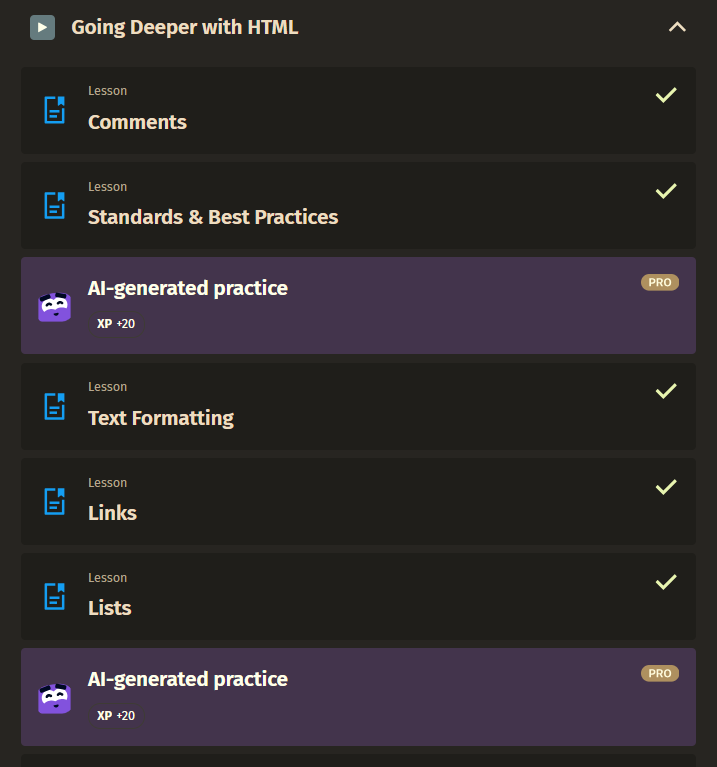 Going Deeper with HTML
Lesson
Comments
Lesson
Standards & Best Practices
AI-generated practice
PRO
XP +20
Lesson
Text Formatting
Lesson
Links
Lesson
Lists
AI-generated practice
PRO
XP +20